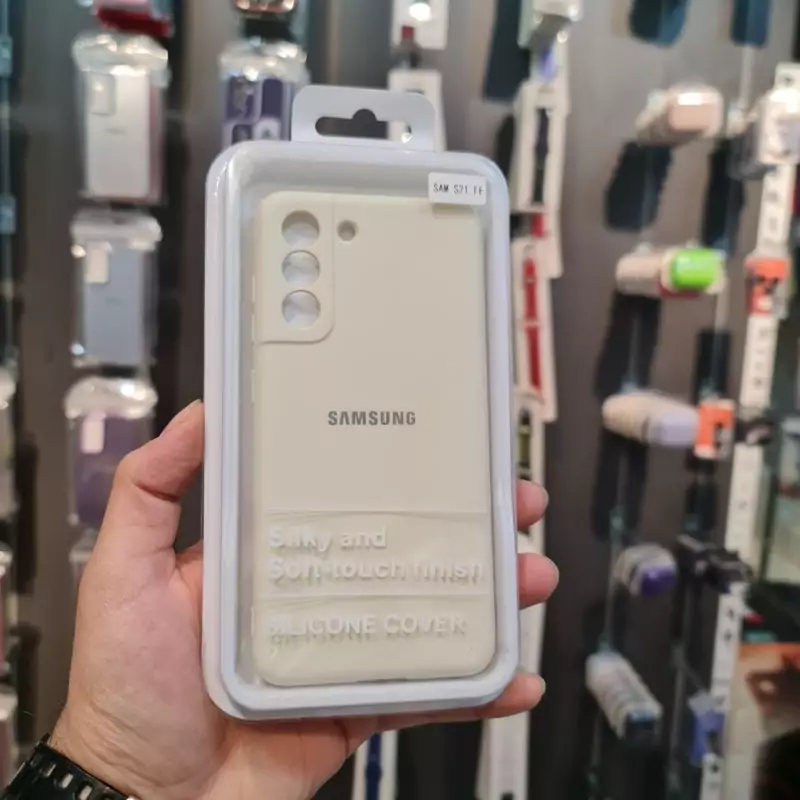 SAM S21 FE
SAMSUNG
Silky and
Soft-touch finish
SILICONE COVER